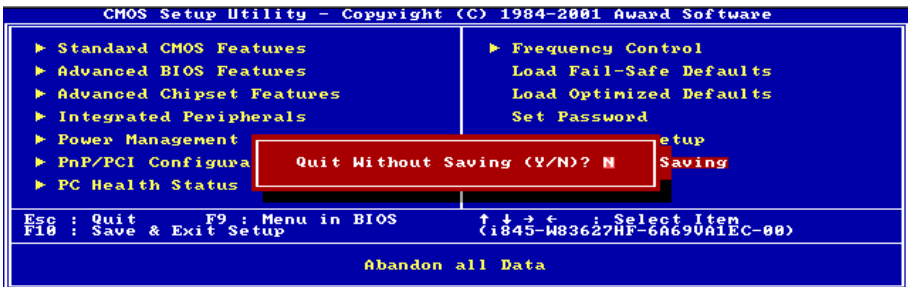 CMOS Setup Utility - Copyright (C) 1984-2001 Award Software
▶ Standard CMOS Features
▶ Advanced BIOS Features
▶ Advanced Chipset Features
▶ Integrated Peripherals
▶ Power Management
▶ PnP/PCI Configura
▶ PC Health Status
▶ Frequency Control
Load Fail-Safe Defaults
Load Optimized Defaults
Set Password
etup
Saving
Quit Without Saving (Y/N)? N
Esc : Quit F9 : Menu in BIOS ↑ ↓ → ← : Select Item
F10 : Save & Exit Setup (i845-W83627HF-6A69VA1EC-00)
Abandon all Data